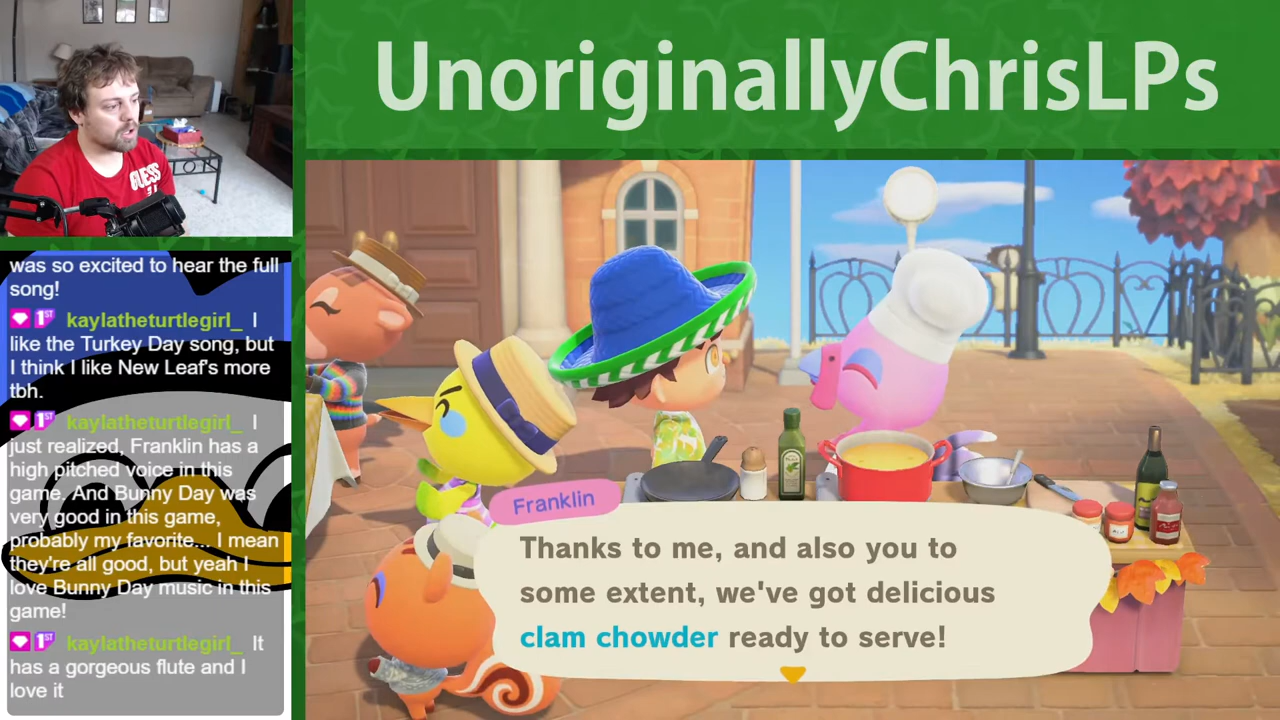 UnoriginallyChrisLPs
GUESS
was so excited to hear the full
song!
kaylatheturtlegirl_ I
like the Turkey Day song, but
I think I like New Leaf's more
tbh.
kaylatheturtlegirl_ I
just realized, Franklin has a
high pitched voice in this
game. And Bunny Day was
very good in this game,
probably my favorite... I mean
they're all good, but yeah I
love Bunny Day music in this
game!
kaylatheturtlegirl_ It
has a gorgeous flute and I
love it
Franklin
Thanks to me, and also you to
some extent, we've got delicious
clam chowder ready to serve!